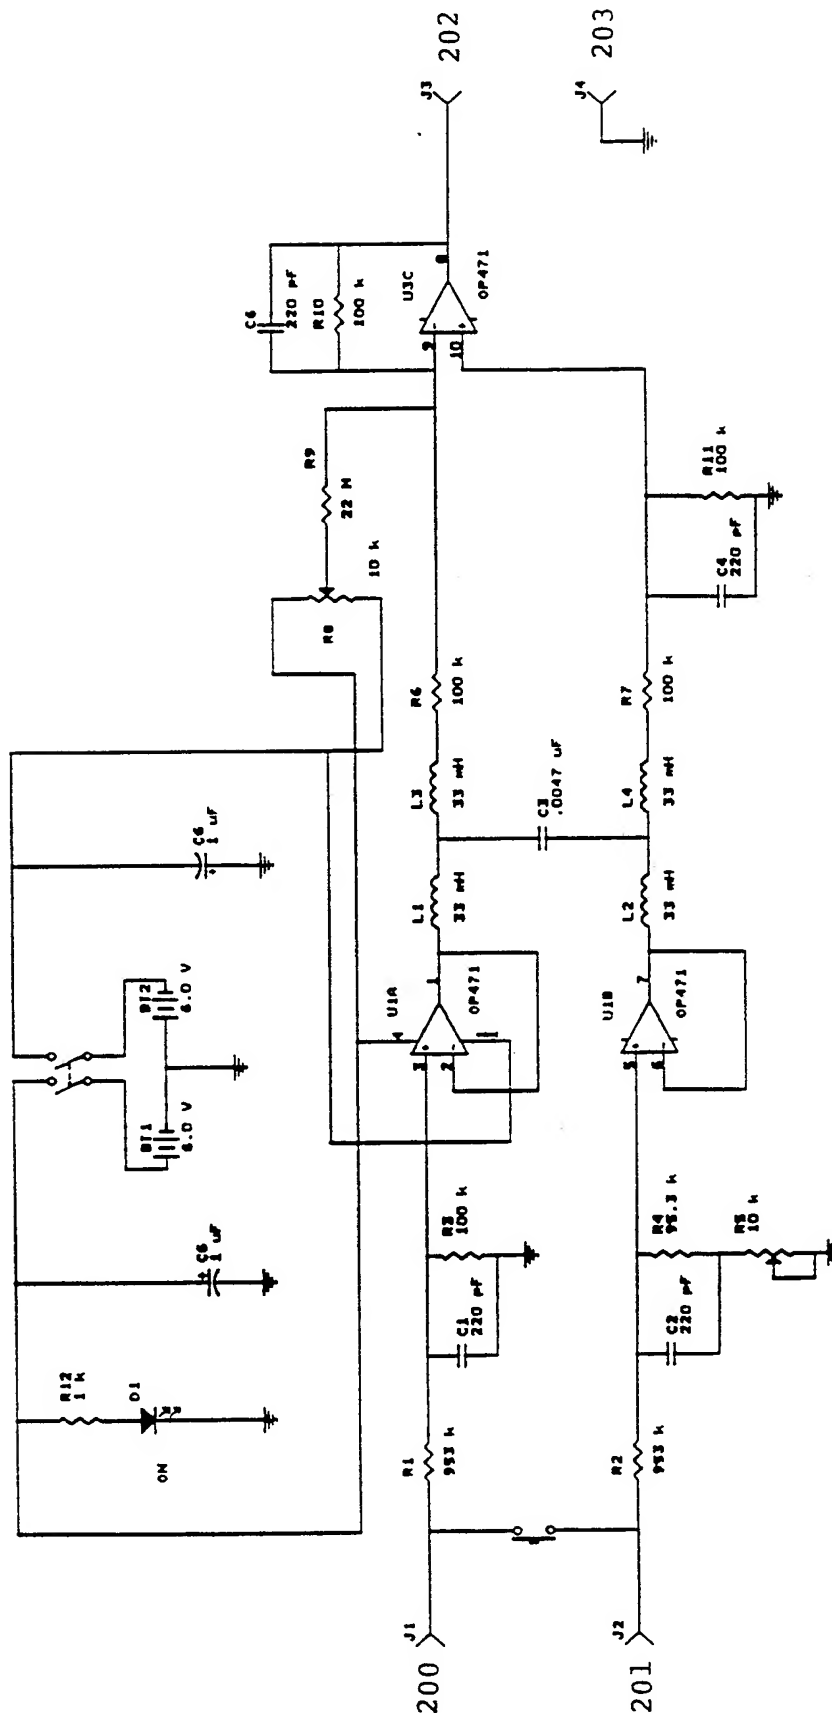 202
203
J3
J4
C6
220 pF
R10
100 k
U3C
OP471
8
9
10
R9
22 M
10 k
R8
R11
100 k
C4
220 pF
R6
100 k
R7
100 k
L3
33 mH
L4
33 mH
C3
.0047 uF
L1
33 mH
L2
33 mH
C6
1 uF
+
BT2
6.0 V
BT1
6.0 V
U1A
OP471
1
4
3
2
11
U1B
OP471
7
5
6
C6
1 uF
+
R3
100 k
C1
220 pF
R4
95.3 k
R5
10 k
C2
220 pF
R12
1 k
D1
ON
R1
953 k
R2
953 k
J1
J2
200
201